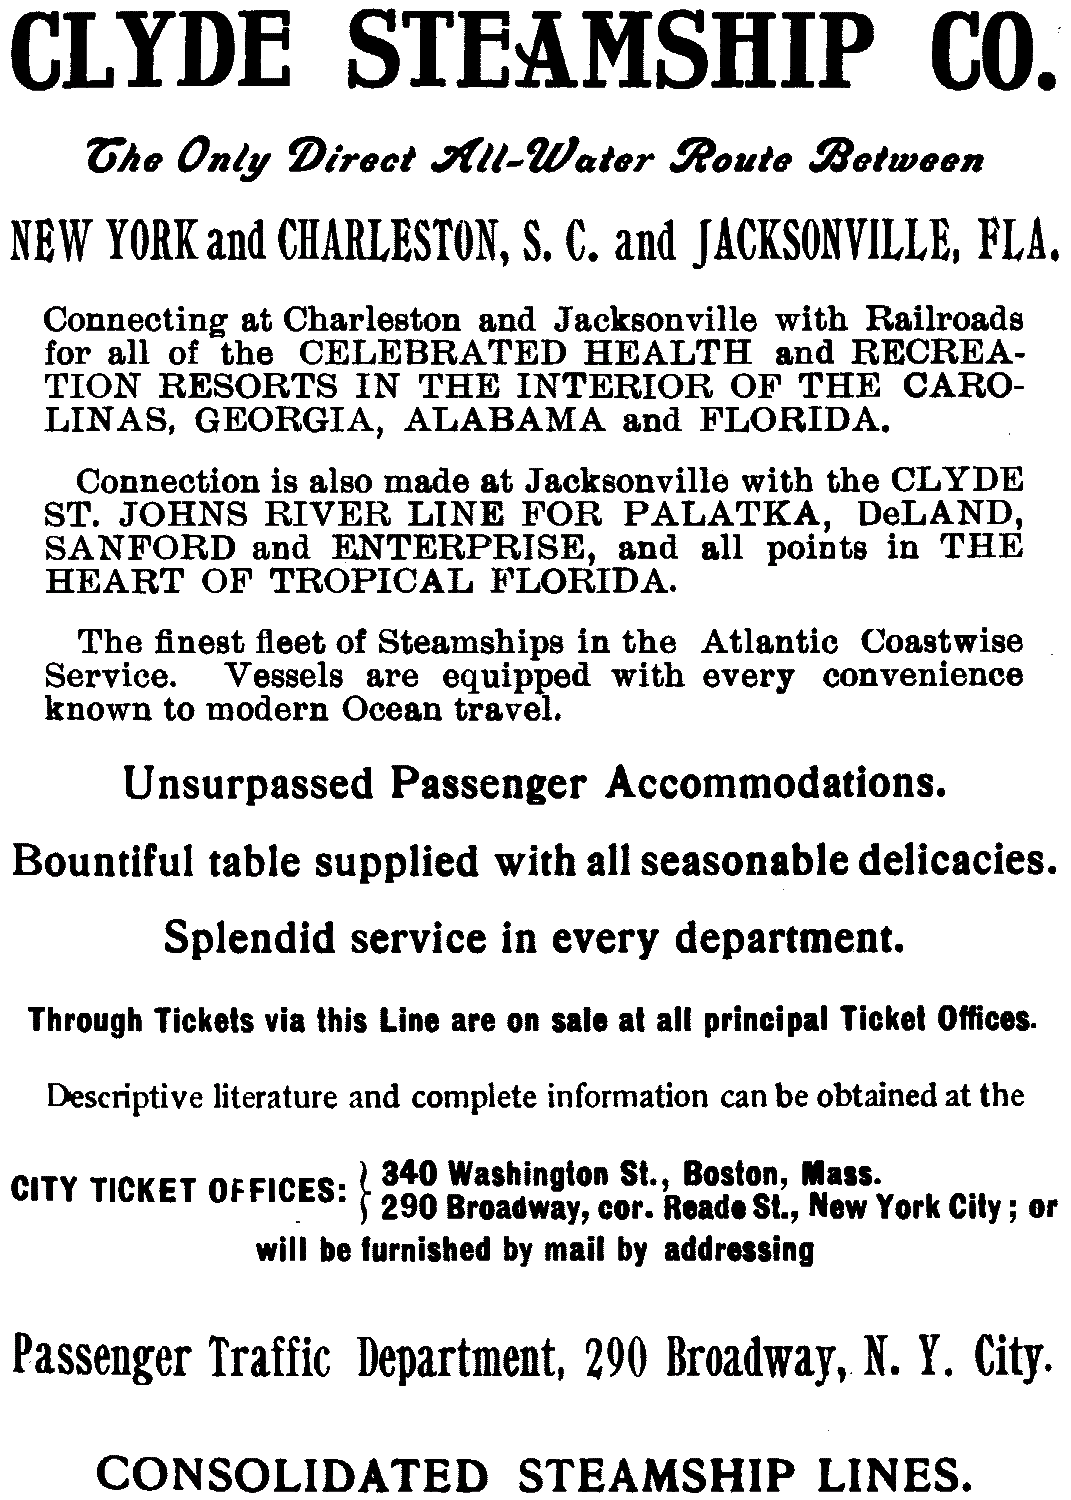 CLYDE STEAMSHIP CO.
The Only Direct All-Water Route Between
NEW YORK and CHARLESTON, S. C. and JACKSONVILLE, FLA.
Connecting at Charleston and Jacksonville with Railroads
for all of the CELEBRATED HEALTH and RECREA-
TION RESORTS IN THE INTERIOR OF THE CARO-
LINAS, GEORGIA, ALABAMA and FLORIDA.
Connection is also made at Jacksonville with the CLYDE
ST. JOHNS RIVER LINE FOR PALATKA, DeLAND,
SANFORD and ENTERPRISE, and all points in THE
HEART OF TROPICAL FLORIDA.
The finest fleet of Steamships in the Atlantic Coastwise
Service. Vessels are equipped with every convenience
known to modern Ocean travel.
Unsurpassed Passenger Accommodations.
Bountiful table supplied with all seasonable delicacies.
Splendid service in every department.
Through Tickets via this Line are on sale at all principal Ticket Offices.
Descriptive literature and complete information can be obtained at the
CITY TICKET OFFICES: } 340 Washington St., Boston, Mass.
290 Broadway, cor. Reade St., New York City; or
will be furnished by mail by addressing
Passenger Traffic Department, 290 Broadway, N. Y. City.
CONSOLIDATED STEAMSHIP LINES.